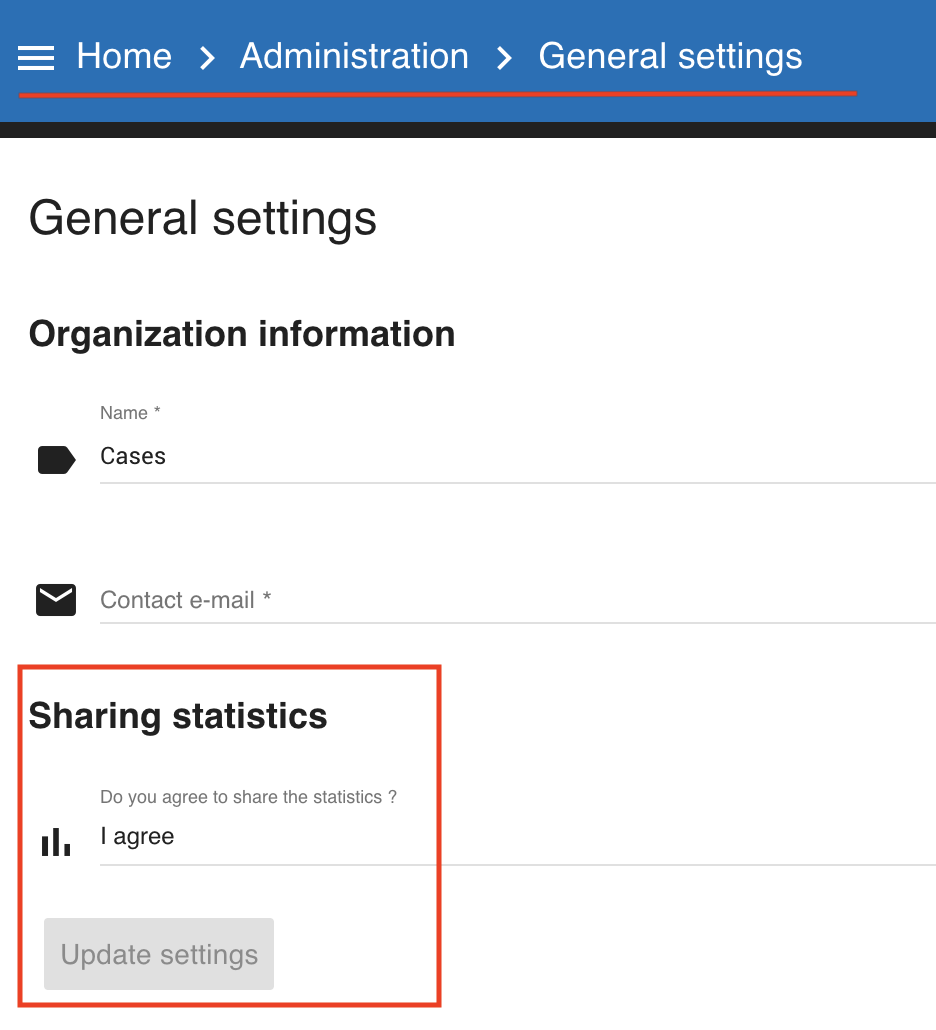 Home > Administration > General settings
General settings
Organization information
Name *
Cases
Contact e-mail *
Sharing statistics
Do you agree to share the statistics ?
I agree
Update settings